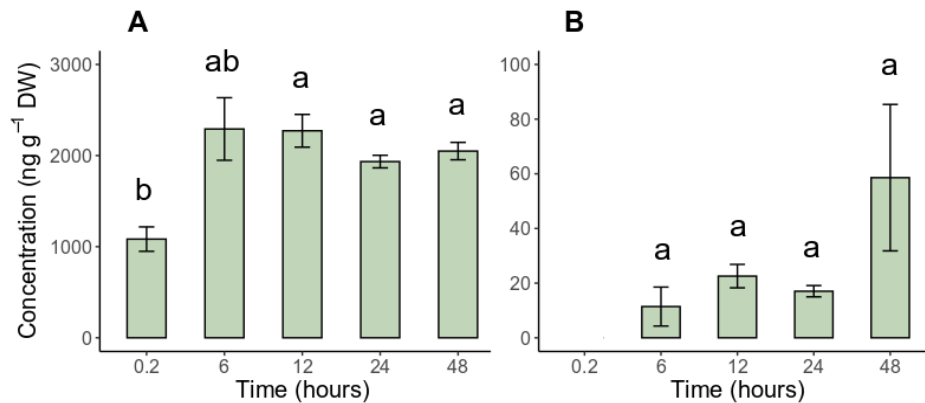 A
Concentration (ng g⁻¹ DW)
3000
2000
1000
0
b
ab
a
a
a
0.2 6 12 24 48
Time (hours)
B
100
80
60
40
20
0
a
a
a
a
0.2 6 12 24 48
Time (hours)